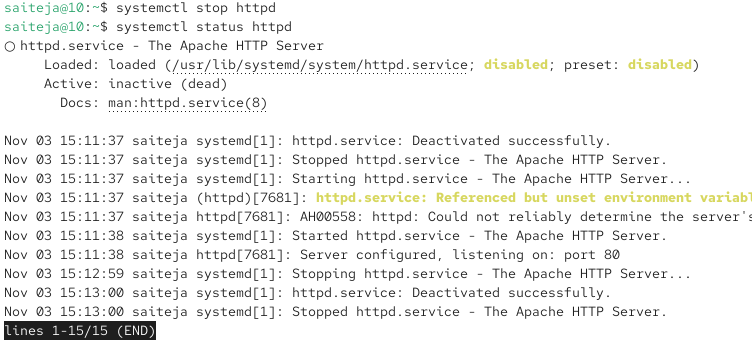 saiteja@10:~$ systemctl stop httpd
saiteja@10:~$ systemctl status httpd
○ httpd.service - The Apache HTTP Server
     Loaded: loaded (/usr/lib/systemd/system/httpd.service; disabled; preset: disabled)
     Active: inactive (dead)
       Docs: man:httpd.service(8)

Nov 03 15:11:37 saiteja systemd[1]: httpd.service: Deactivated successfully.
Nov 03 15:11:37 saiteja systemd[1]: Stopped httpd.service - The Apache HTTP Server.
Nov 03 15:11:37 saiteja systemd[1]: Starting httpd.service - The Apache HTTP Server...
Nov 03 15:11:37 saiteja (httpd)[7681]: httpd.service: Referenced but unset environment variabl
Nov 03 15:11:37 saiteja httpd[7681]: AH00558: httpd: Could not reliably determine the server's
Nov 03 15:11:38 saiteja systemd[1]: Started httpd.service - The Apache HTTP Server.
Nov 03 15:11:38 saiteja httpd[7681]: Server configured, listening on: port 80
Nov 03 15:12:59 saiteja systemd[1]: Stopping httpd.service - The Apache HTTP Server...
Nov 03 15:13:00 saiteja systemd[1]: httpd.service: Deactivated successfully.
Nov 03 15:13:00 saiteja systemd[1]: Stopped httpd.service - The Apache HTTP Server.
lines 1-15/15 (END)